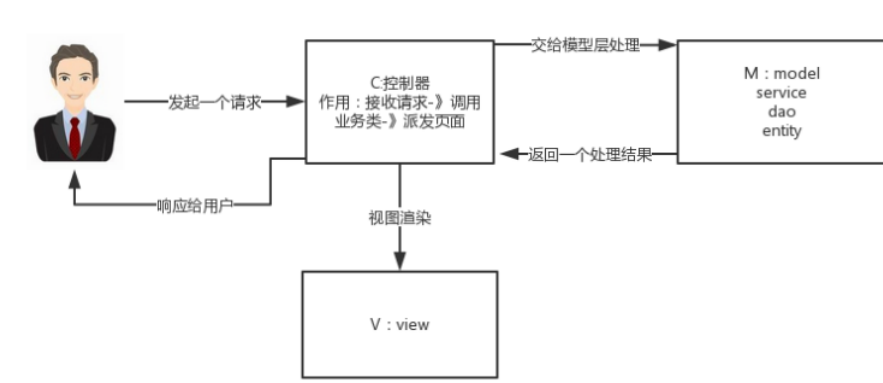 交给模型层处理
C:控制器
作用：接收请求-》调用
业务类-》派发页面
M：model
service
dao
entity
发起一个请求
返回一个处理结果
响应给用户
视图渲染
V：view